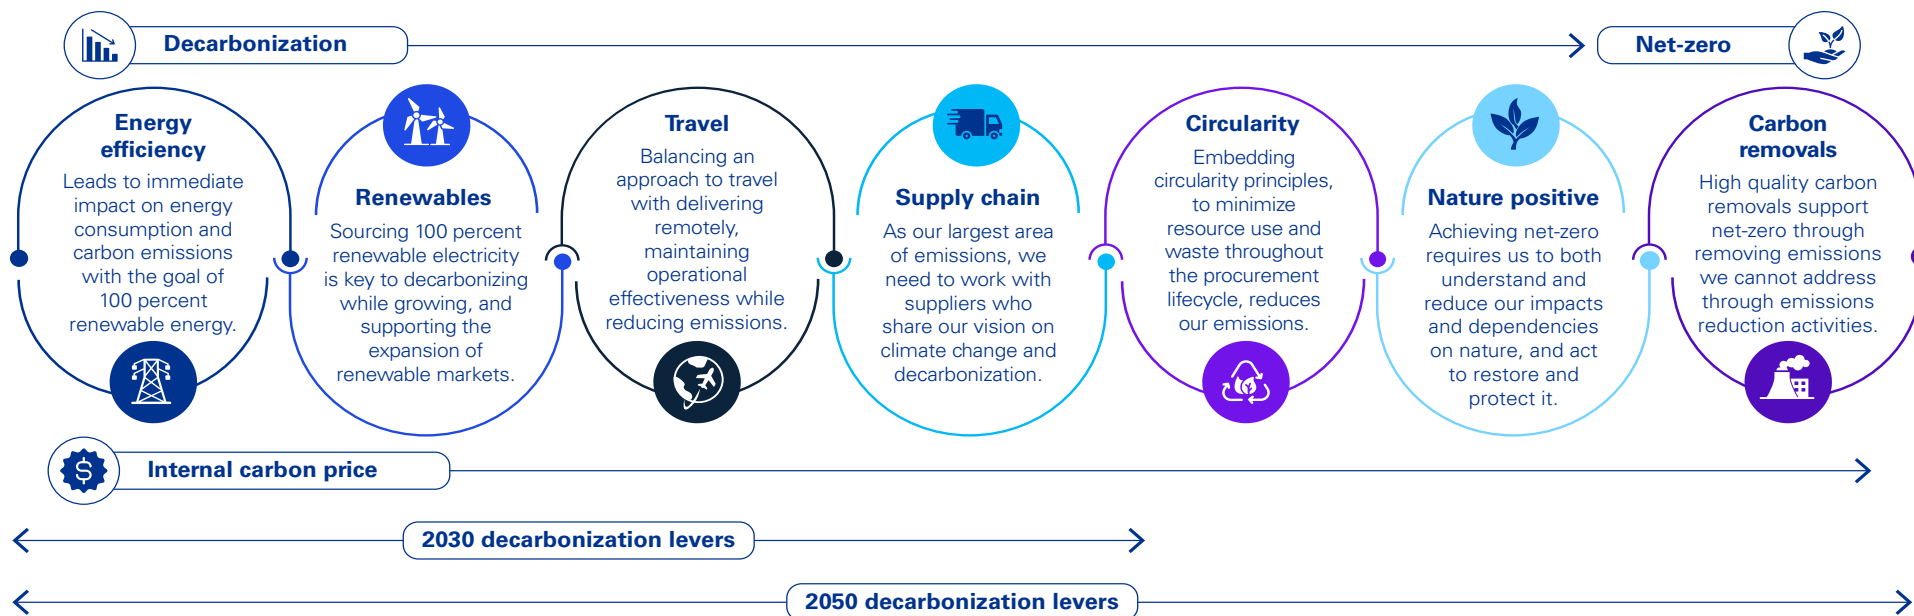 Decarbonization
Net-zero
Energy
efficiency
Leads to immediate
impact on energy
consumption and
carbon emissions
with the goal of
100 percent
renewable energy.
Renewables
Sourcing 100 percent
renewable electricity
is key to decarbonizing
while growing, and
supporting the
expansion of
renewable markets.
Travel
Balancing an
approach to travel
with delivering
remotely,
maintaining
operational
effectiveness while
reducing emissions.
Supply chain
As our largest area
of emissions, we
need to work with
suppliers who
share our vision on
climate change and
decarbonization.
Circularity
Embedding
circularity principles,
to minimize
resource use and
waste throughout
the procurement
lifecycle, reduces
our emissions.
Nature positive
Achieving net-zero
requires us to both
understand and
reduce our impacts
and dependencies
on nature, and act
to restore and
protect it.
Carbon
removals
High quality carbon
removals support
net-zero through
removing emissions
we cannot address
through emissions
reduction activities.
$
Internal carbon price
2030 decarbonization levers
2050 decarbonization levers